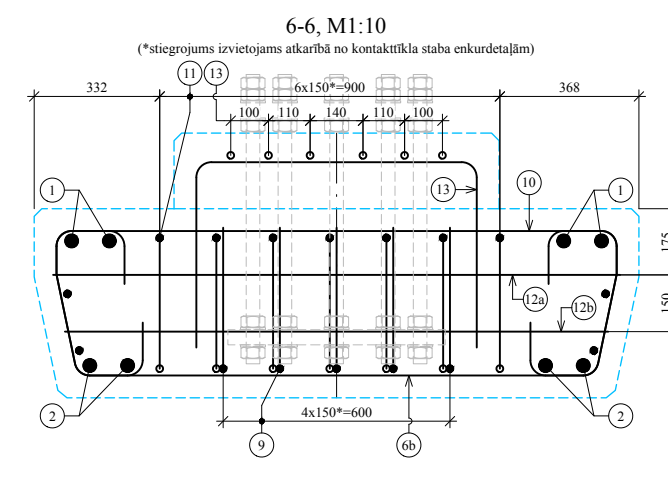 6-6, M1:10
(*stiegrojums izvietojams atkarībā no kontakttīkla staba enkurdetaļām)
11 13
332 6x150*=900 368
100 110 140 110 100
1 13 10 1
175
12a
150
12b
4x150*=600
2 9 6b 2